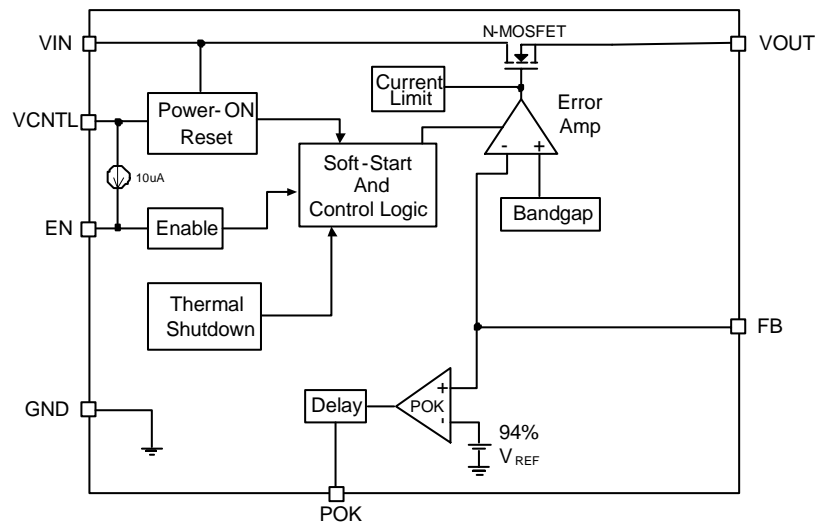 N-MOSFET
VIN
VOUT
Current
Limit
Error
Amp
VCNTL
Power-ON
Reset
- +
Soft-Start
And
Control Logic
10uA
Bandgap
EN
Enable
Thermal
Shutdown
FB
GND
Delay
POK
+
-
94%
VREF
POK